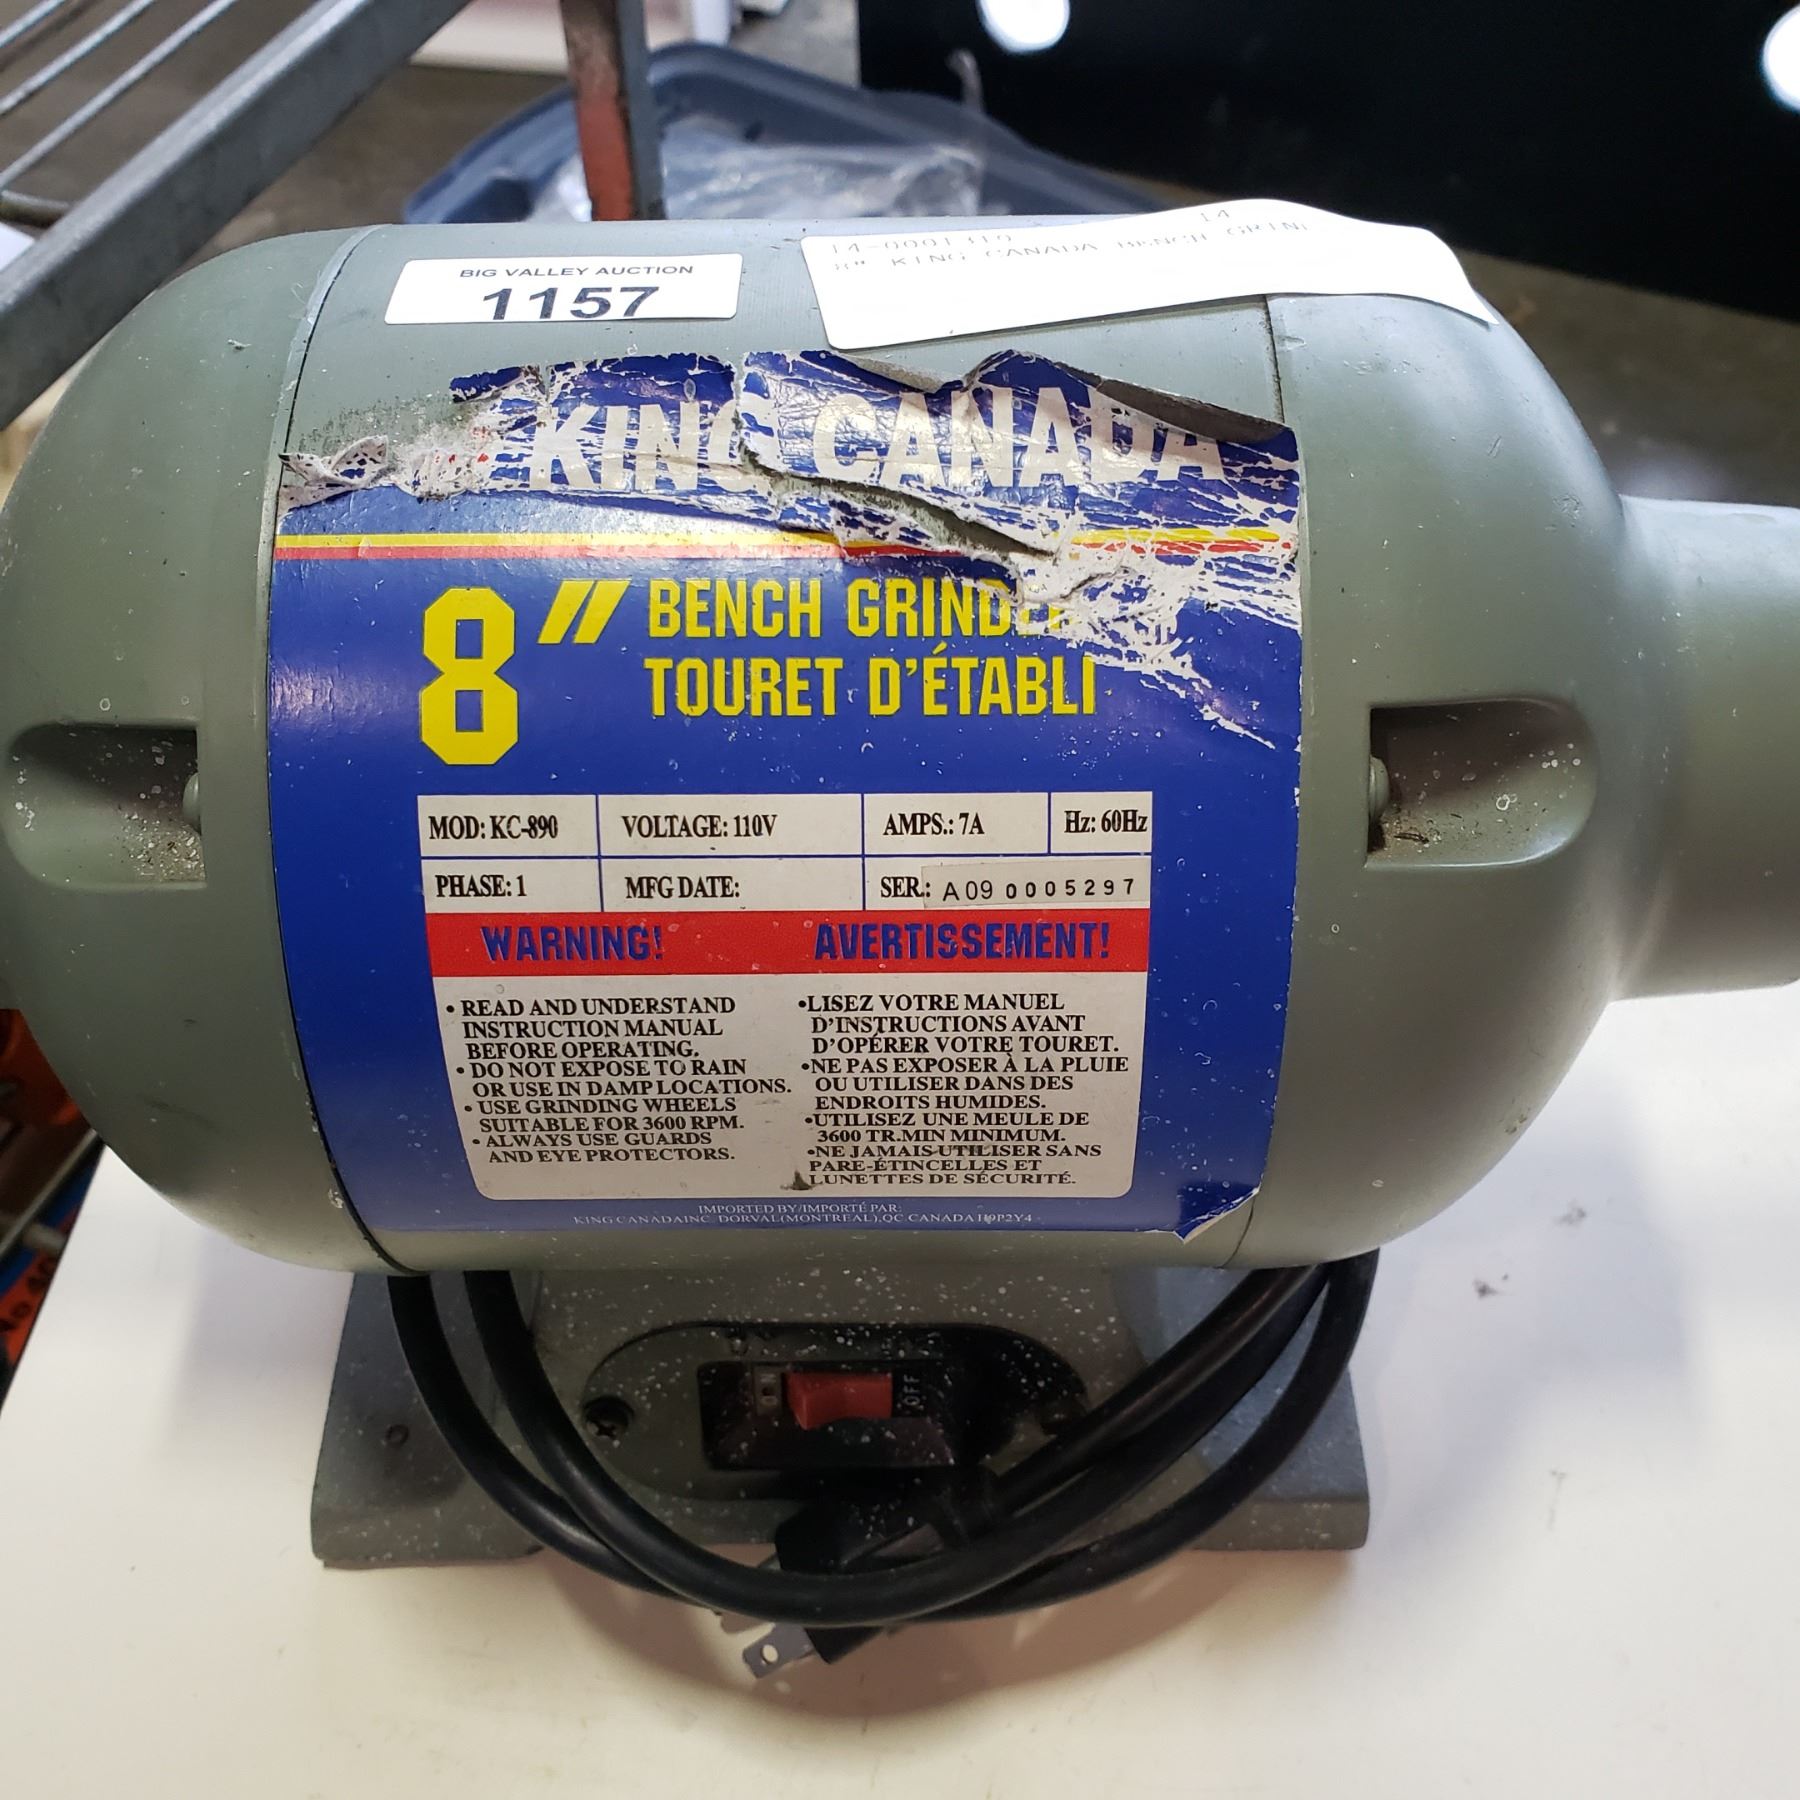 BIG VALLEY AUCTION
1157
14
14-0001310
8" KING CANADA BENCH GRIN
KING CANADA
8" BENCH GRINDER
TOURET D'ÉTABLI
MOD: KC-890 VOLTAGE: 110V AMPS.: 7A Hz: 60Hz
PHASE: 1 MFG DATE: SER.: A09 0005297
WARNING! AVERTISSEMENT!
• READ AND UNDERSTAND
INSTRUCTION MANUAL
BEFORE OPERATING.
• DO NOT EXPOSE TO RAIN
OR USE IN DAMP LOCATIONS.
• USE GRINDING WHEELS
SUITABLE FOR 3600 RPM.
• ALWAYS USE GUARDS
AND EYE PROTECTORS.
•LISEZ VOTRE MANUEL
D'INSTRUCTIONS AVANT
D'OPÉRER VOTRE TOURET.
•NE PAS EXPOSER À LA PLUIE
OU UTILISER DANS DES
ENDROITS HUMIDES.
•UTILISEZ UNE MEULE DE
3600 TR.MIN MINIMUM.
•NE JAMAIS UTILISER SANS
PARE-ÉTINCELLES ET
LUNETTES DE SÉCURITÉ.
IMPORTED BY/IMPORTÉ PAR:
KING CANADA INC. DORVAL (MONTREAL), QC CANADA H9P2Y4
ON OFF